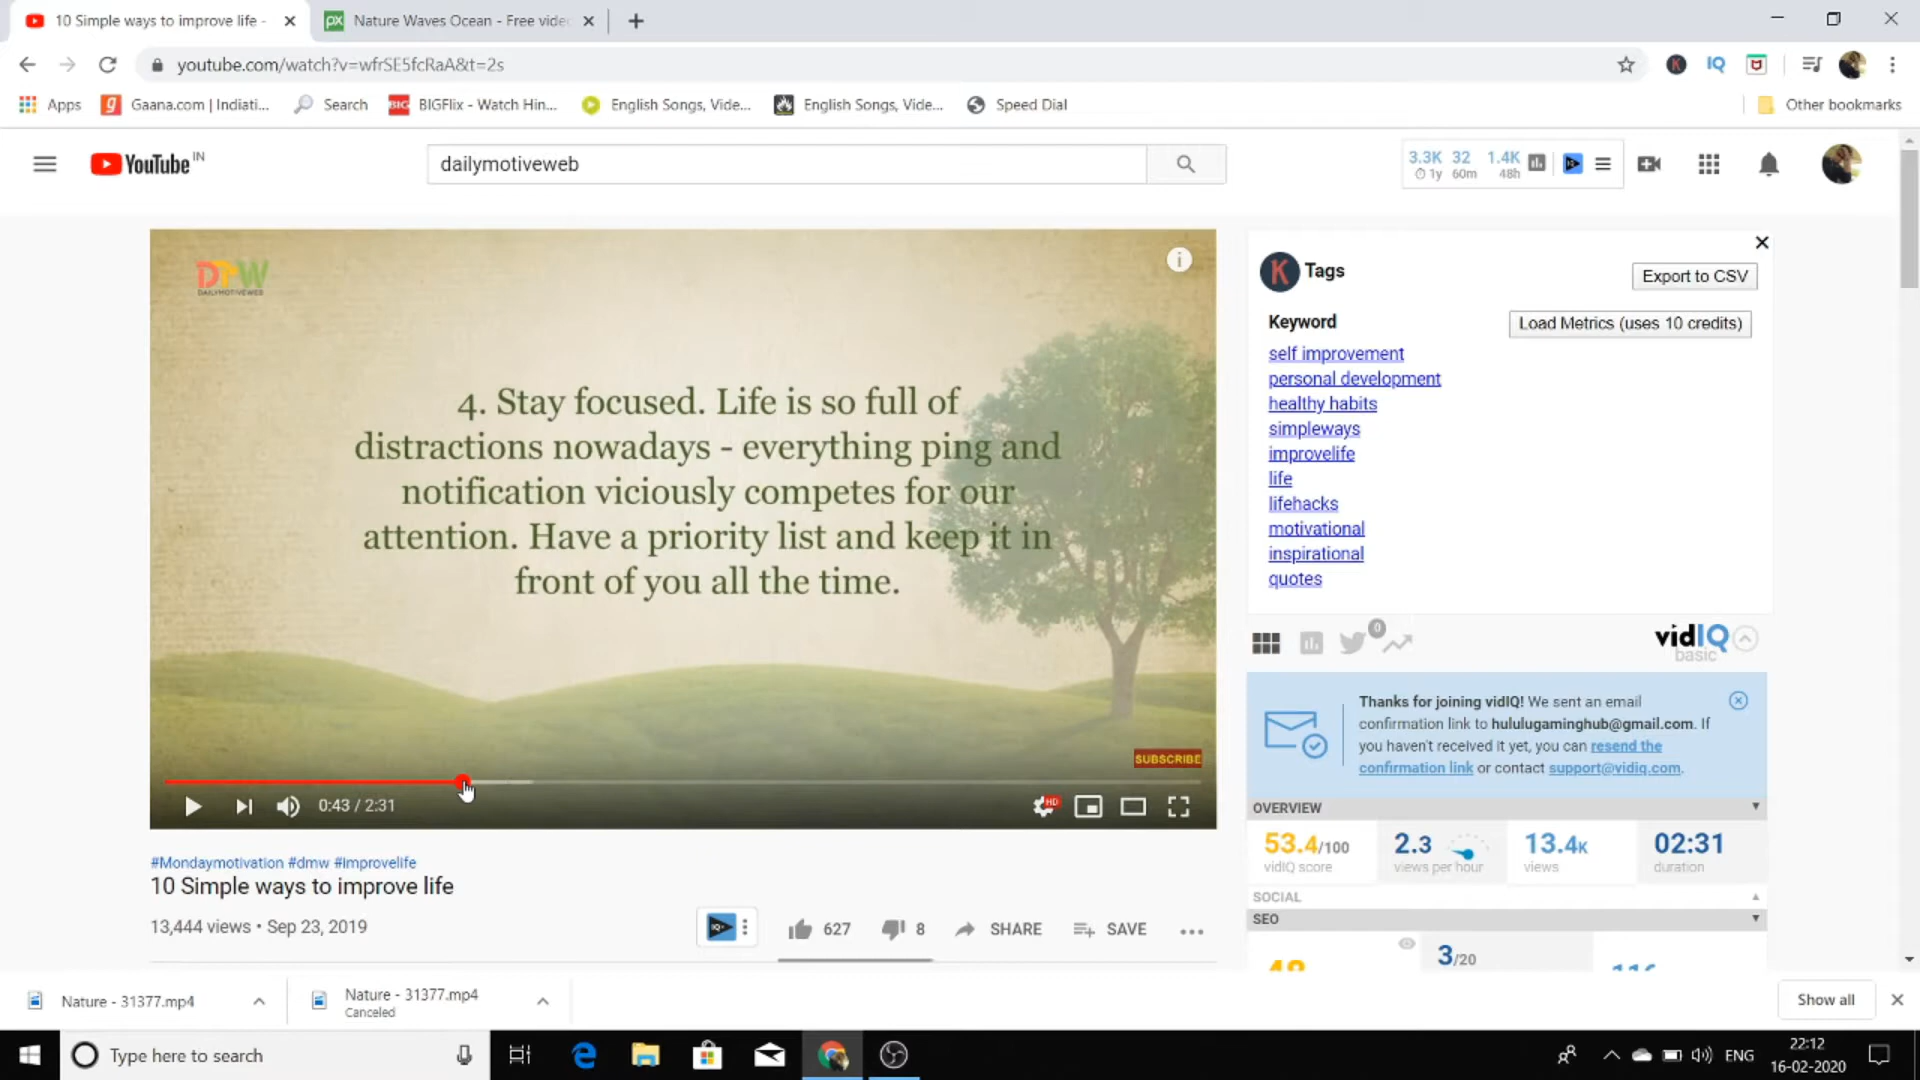 10 Simple ways to improve life -
Nature Waves Ocean - Free video
youtube.com/watch?v=wfrSE5fcRaA&t=2s
IQ
Apps
Gaana.com | Indiati...
Search
BIGFlix - Watch Hin...
English Songs, Vide...
English Songs, Vide...
Speed Dial
Other bookmarks
YouTube IN
dailymotiveweb
3.3K 32 1.4K
1y 60m 48h
DMW
DAILYMOTIVEWEB
4. Stay focused. Life is so full of
distractions nowadays - everything ping and
notification viciously competes for our
attention. Have a priority list and keep it in
front of you all the time.
SUBSCRIBE
0:43 / 2:31
HD
#Mondaymotivation #dmw #Improvelife
10 Simple ways to improve life
13,444 views • Sep 23, 2019
627
8
SHARE
SAVE
K Tags
Export to CSV
Keyword
Load Metrics (uses 10 credits)
self improvement
personal development
healthy habits
simpleways
improvelife
life
lifehacks
motivational
inspirational
quotes
0
vidIQ
basic
Thanks for joining vidIQ! We sent an email
confirmation link to hululugaminghub@gmail.com. If
you haven't received it yet, you can resend the
confirmation link or contact support@vidiq.com.
OVERVIEW
53.4/100
vidIQ score
2.3
views per hour
13.4K
views
02:31
duration
SOCIAL
SEO
3/20
Nature - 31377.mp4
Nature - 31377.mp4
Canceled
Show all
Type here to search
ENG
22:12
16-02-2020